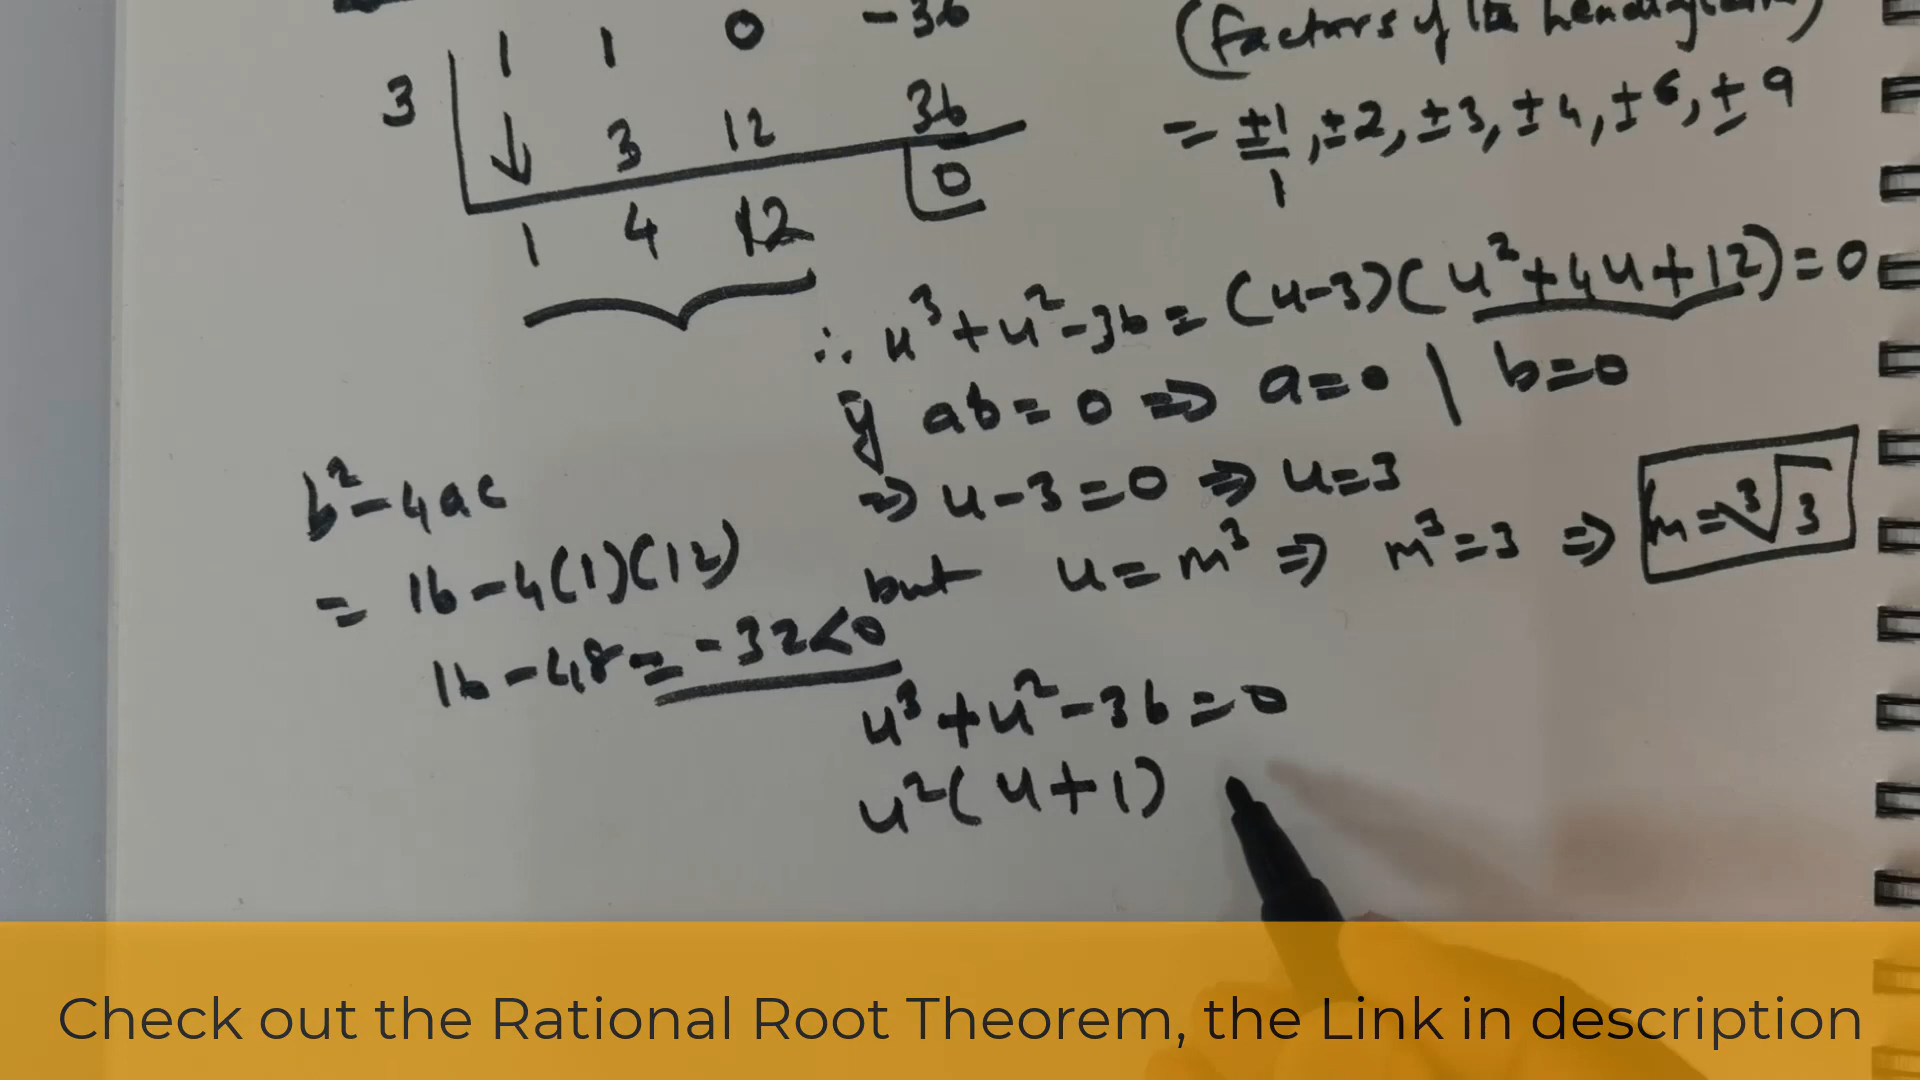 1 1 0 -36
3 ↓ 3 12 36
1 4 12 0
(factors of the
= ±1/1, ±2, ±3, ±4, ±6, ±9
∴ u³+u²-36 = (u-3)(u²+4u+12)=0
if ab=0 ⇒ a=0 | b=0
⇒ u-3=0 ⇒ u=3
but u=m³ ⇒ m³=3 ⇒ m=∛3
b²-4ac
= 16-4(1)(12)
16-48=-32<0
u³+u²-36=0
u²(u+1)
Check out the Rational Root Theorem, the Link in description